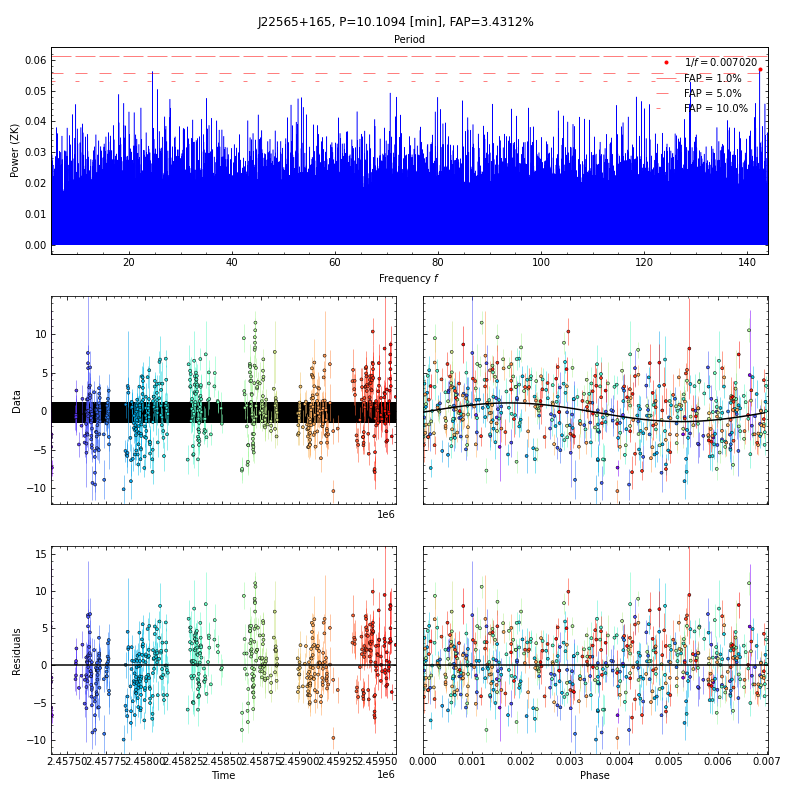 J22565+165, P=10.1094 [min], FAP=3.4312%
Period
Power (ZK)
0.06
0.05
0.04
0.03
0.02
0.01
0.00
1/f = 0.007020
FAP = 1.0%
FAP = 5.0%
FAP = 10.0%
20 40 60 80 100 120 140
Frequency f
Data
10
5
0
−5
−10
1e6
Residuals
15
10
5
0
−5
−10
2.45750 2.45775 2.45800 2.45825 2.45850 2.45875 2.45900 2.45925 2.45950
Time
1e6
0.000 0.001 0.002 0.003 0.004 0.005 0.006 0.007
Phase